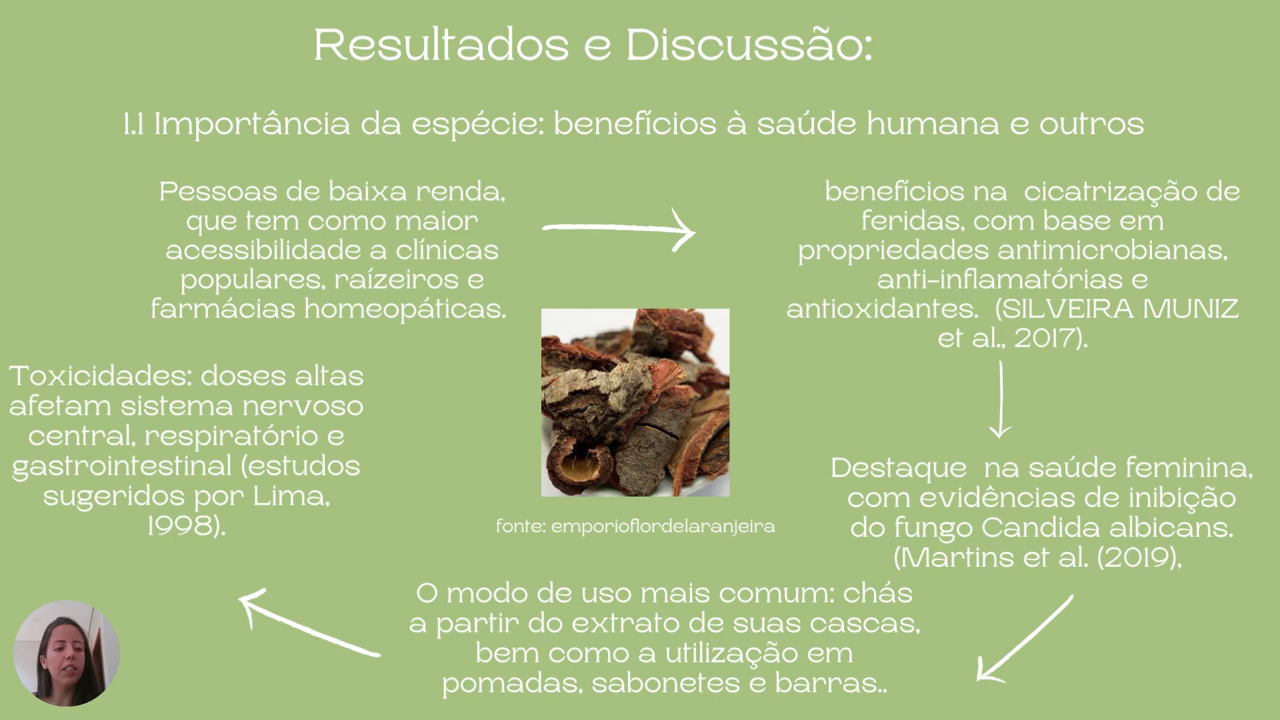 Resultados e Discussão:
1.1 Importância da espécie: benefícios à saúde humana e outros
Pessoas de baixa renda,
que tem como maior
acessibilidade a clínicas
populares, raízeiros e
farmácias homeopáticas.
benefícios na cicatrização de
feridas, com base em
propriedades antimicrobianas,
anti-inflamatórias e
antioxidantes. (SILVEIRA MUNIZ
et al., 2017).
Destaque na saúde feminina,
com evidências de inibição
do fungo Candida albicans.
(Martins et al. (2019),
O modo de uso mais comum: chás
a partir do extrato de suas cascas,
bem como a utilização em
pomadas, sabonetes e barras..
Toxicidades: doses altas
afetam sistema nervoso
central, respiratório e
gastrointestinal (estudos
sugeridos por Lima,
1998).
fonte: emporioflordelaranjeira